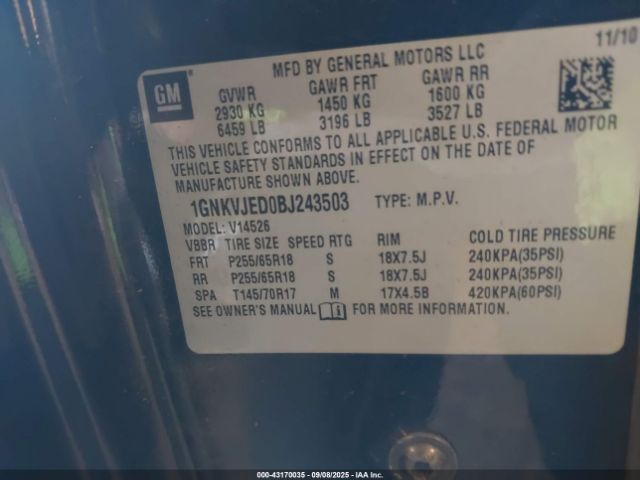 GM
MFD BY GENERAL MOTORS LLC 11/10
GVWR GAWR FRT GAWR RR
2930 KG 1450 KG 1600 KG
6459 LB 3196 LB 3527 LB
THIS VEHICLE CONFORMS TO ALL APPLICABLE U.S. FEDERAL MOTOR
VEHICLE SAFETY STANDARDS IN EFFECT ON THE DATE OF
MANUFACTURE SHOWN ABOVE.
1GNKVJED0BJ243503 TYPE: M.P.V.
MODEL: V14526
VBBR TIRE SIZE SPEED RTG RIM COLD TIRE PRESSURE
FRT P255/65R18 S 18X7.5J 240KPA(35PSI)
RR P255/65R18 S 18X7.5J 240KPA(35PSI)
SPA T145/70R17 M 17X4.5B 420KPA(60PSI)
SEE OWNER'S MANUAL FOR MORE INFORMATION.
000-43170035 - 09/08/2025 - IAA Inc.